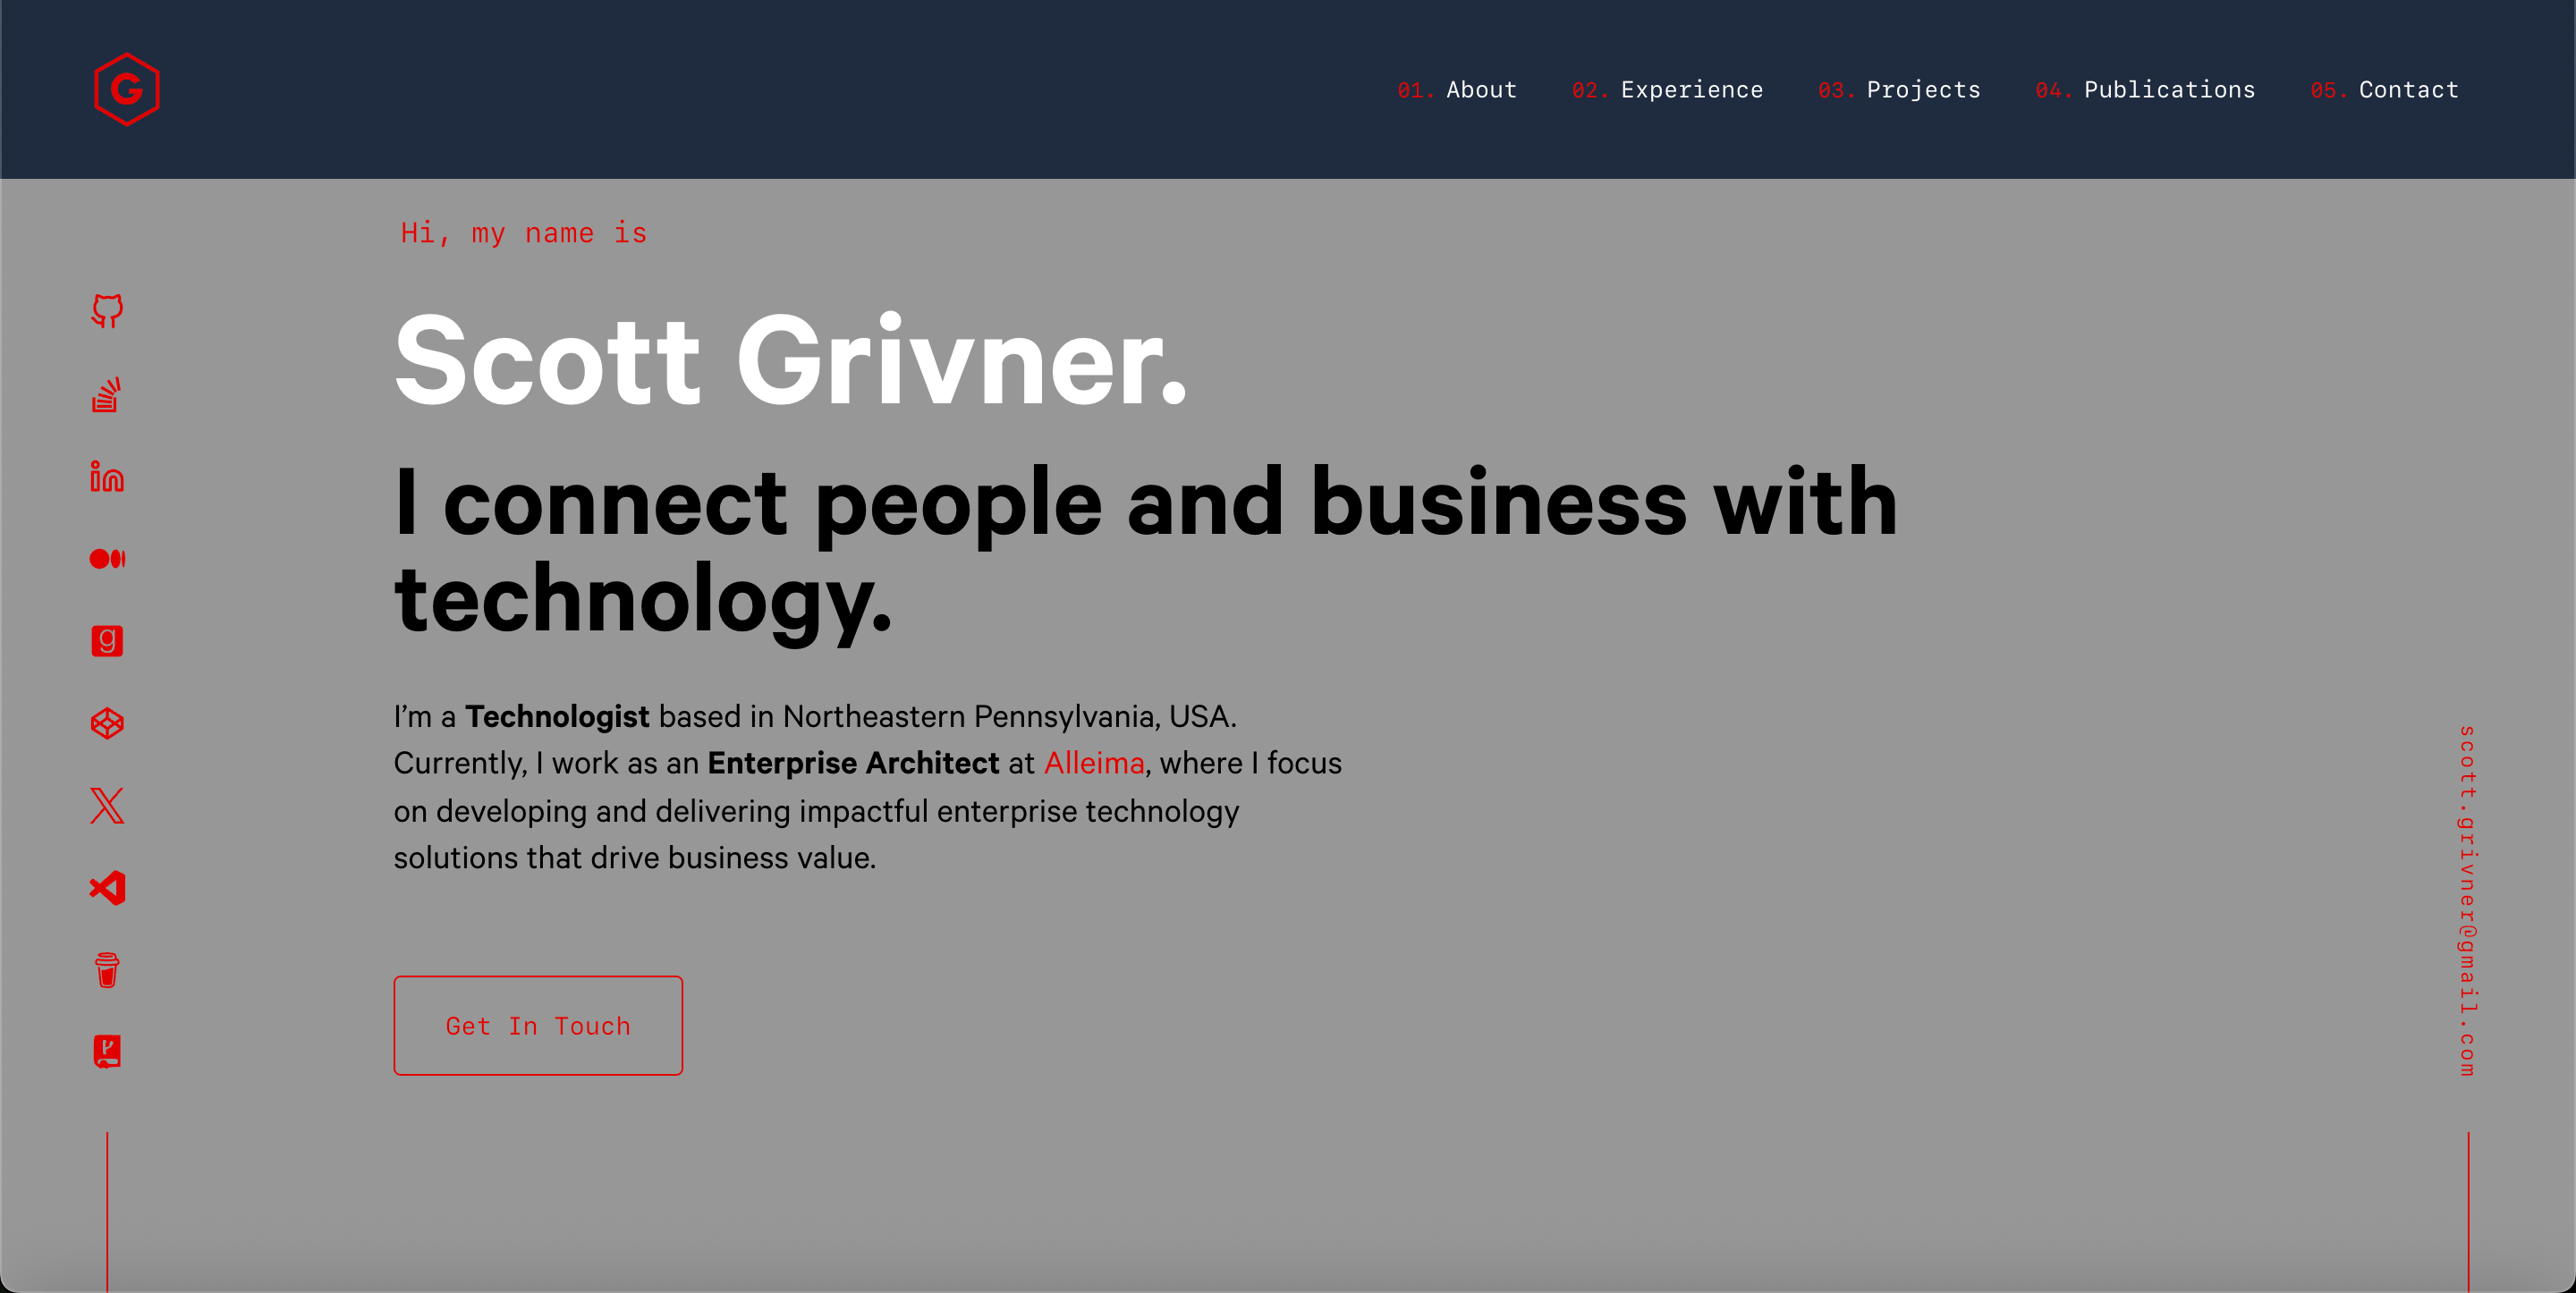 G
01. About
02. Experience
03. Projects
04. Publications
05. Contact
Hi, my name is
Scott Grivner.
I connect people and business with
technology.
I’m a Technologist based in Northeastern Pennsylvania, USA.
Currently, I work as an Enterprise Architect at Alleima, where I focus
on developing and delivering impactful enterprise technology
solutions that drive business value.
Get In Touch
in
g
scott.grivner@gmail.com